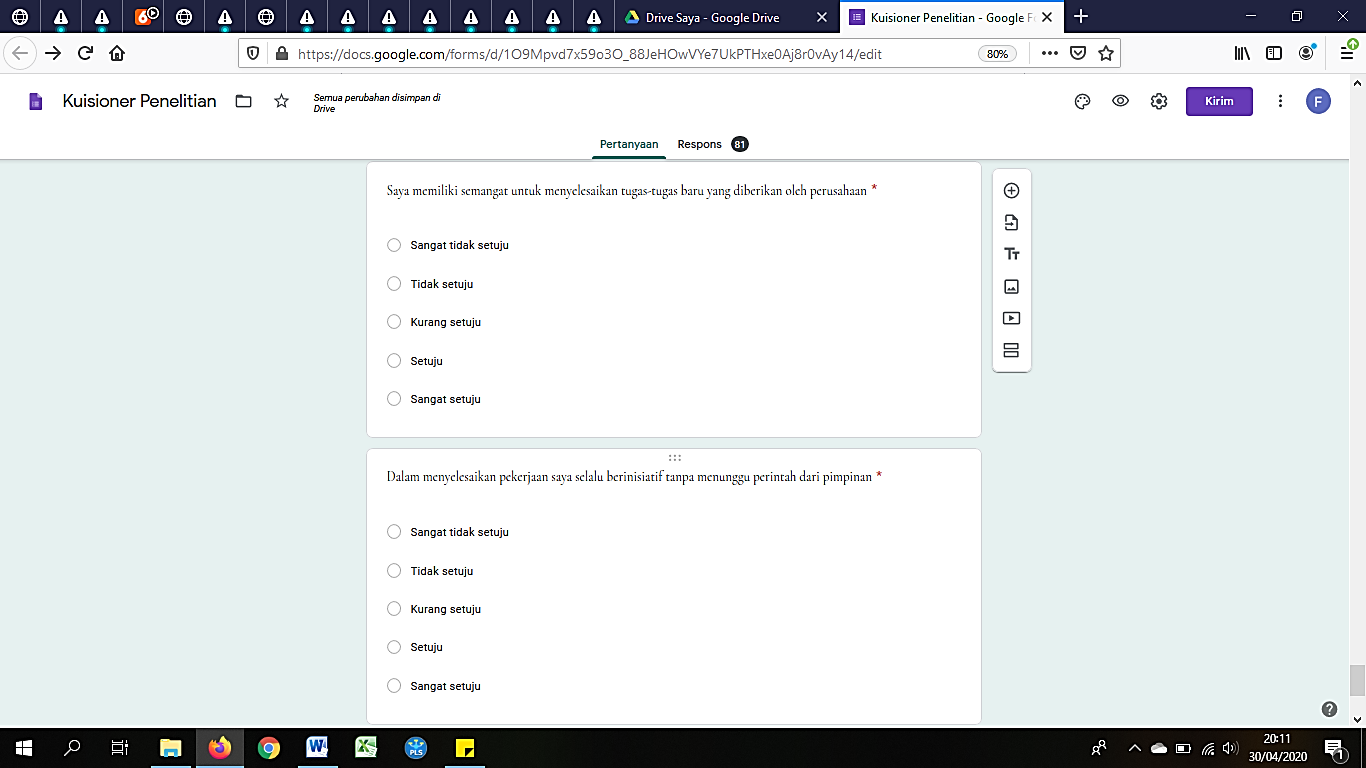 Drive Saya - Google Drive
Kuisioner Penelitian - Google F
https://docs.google.com/forms/d/1O9Mpvd7x59o3O_88JeHOwVYe7UkPTHxe0Aj8r0vAy14/edit
80%
Kuisioner Penelitian
Semua perubahan disimpan di
Drive
Kirim
F
Pertanyaan Respons 81
Saya memiliki semangat untuk menyelesaikan tugas-tugas baru yang diberikan oleh perusahaan *
Sangat tidak setuju
Tidak setuju
Kurang setuju
Setuju
Sangat setuju
Dalam menyelesaikan pekerjaan saya selalu berinisiatif tanpa menunggu perintah dari pimpinan *
Sangat tidak setuju
Tidak setuju
Kurang setuju
Setuju
Sangat setuju
PLS
20:11
30/04/2020
1